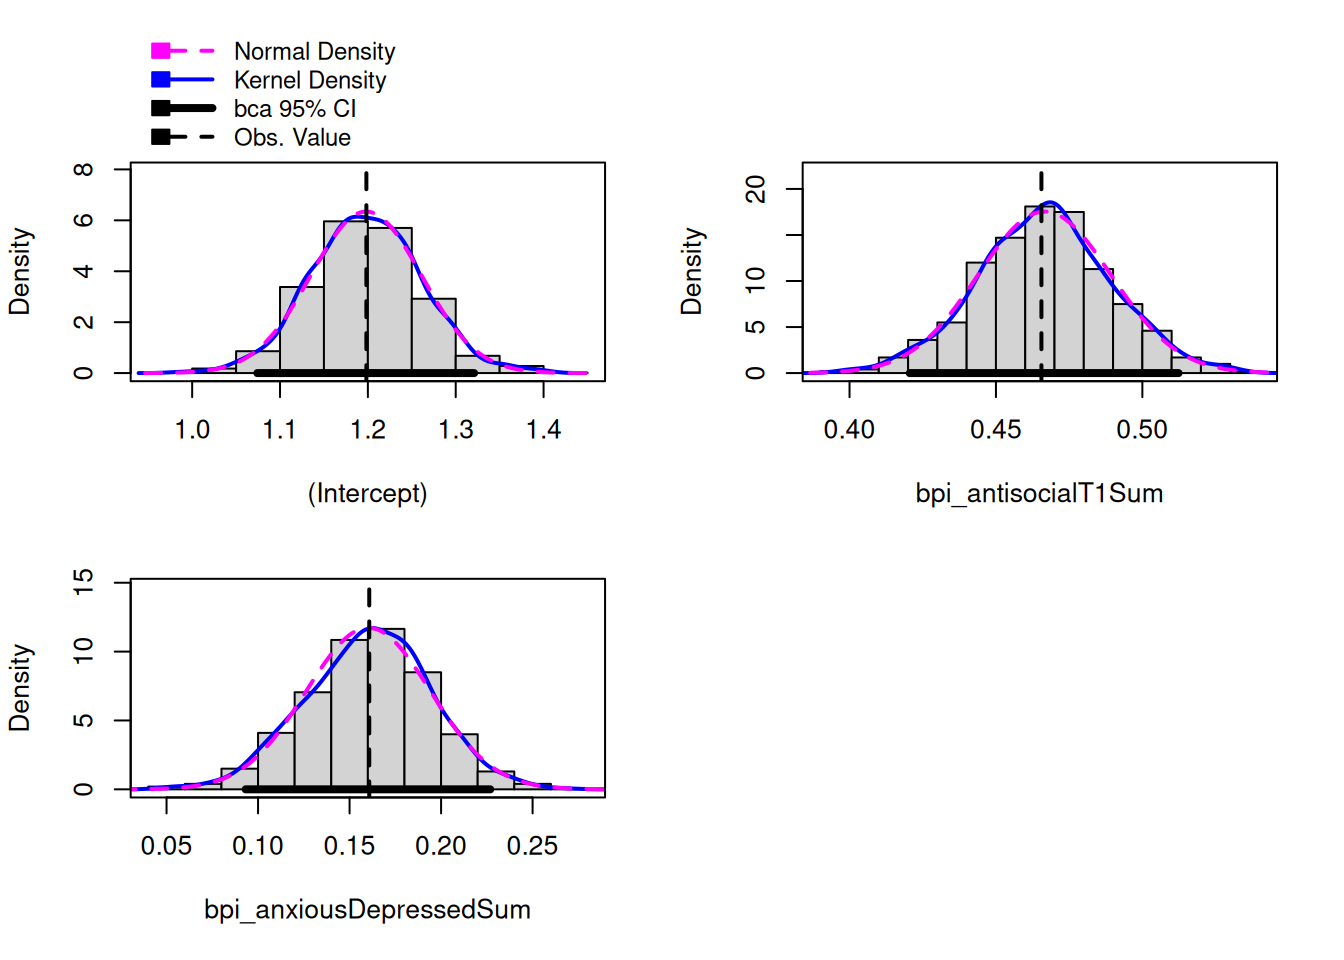 Normal Density
Kernel Density
bca 95% CI
Obs. Value
Density
0 2 4 6 8
1.0 1.1 1.2 1.3 1.4
(Intercept)
Density
0 5 10 20
0.40 0.45 0.50
bpi_antisocialT1Sum
Density
0 5 10 15
0.05 0.10 0.15 0.20 0.25
bpi_anxiousDepressedSum